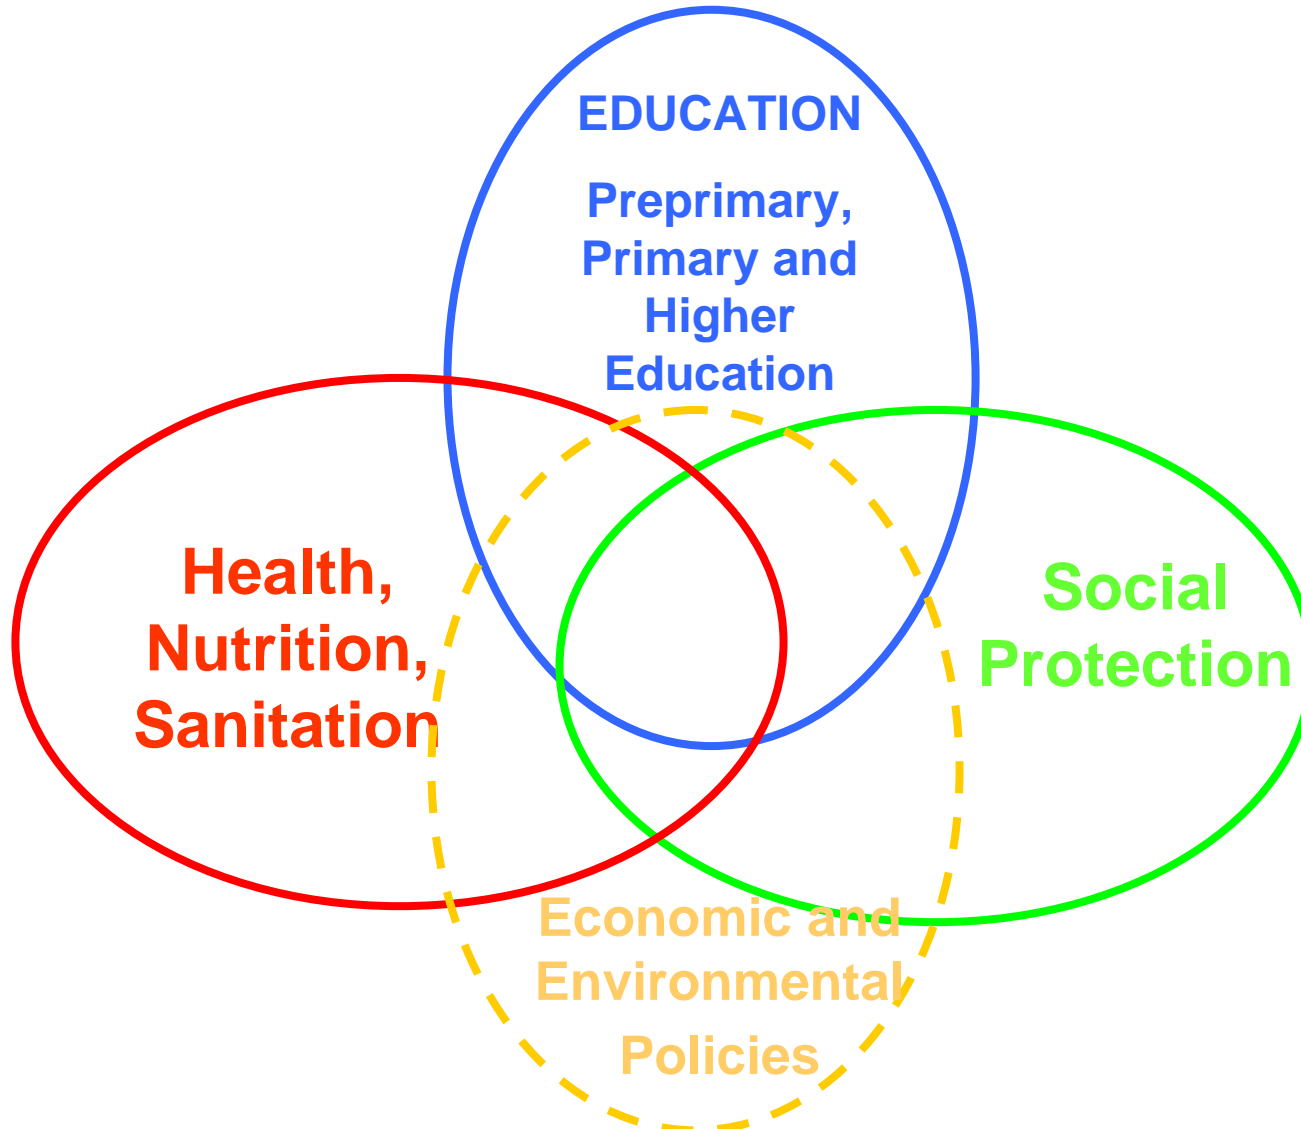 EDUCATION
Preprimary,
Primary and
Higher
Education
Health,
Nutrition,
Sanitation
Social
Protection
Economic and
Environmental
Policies